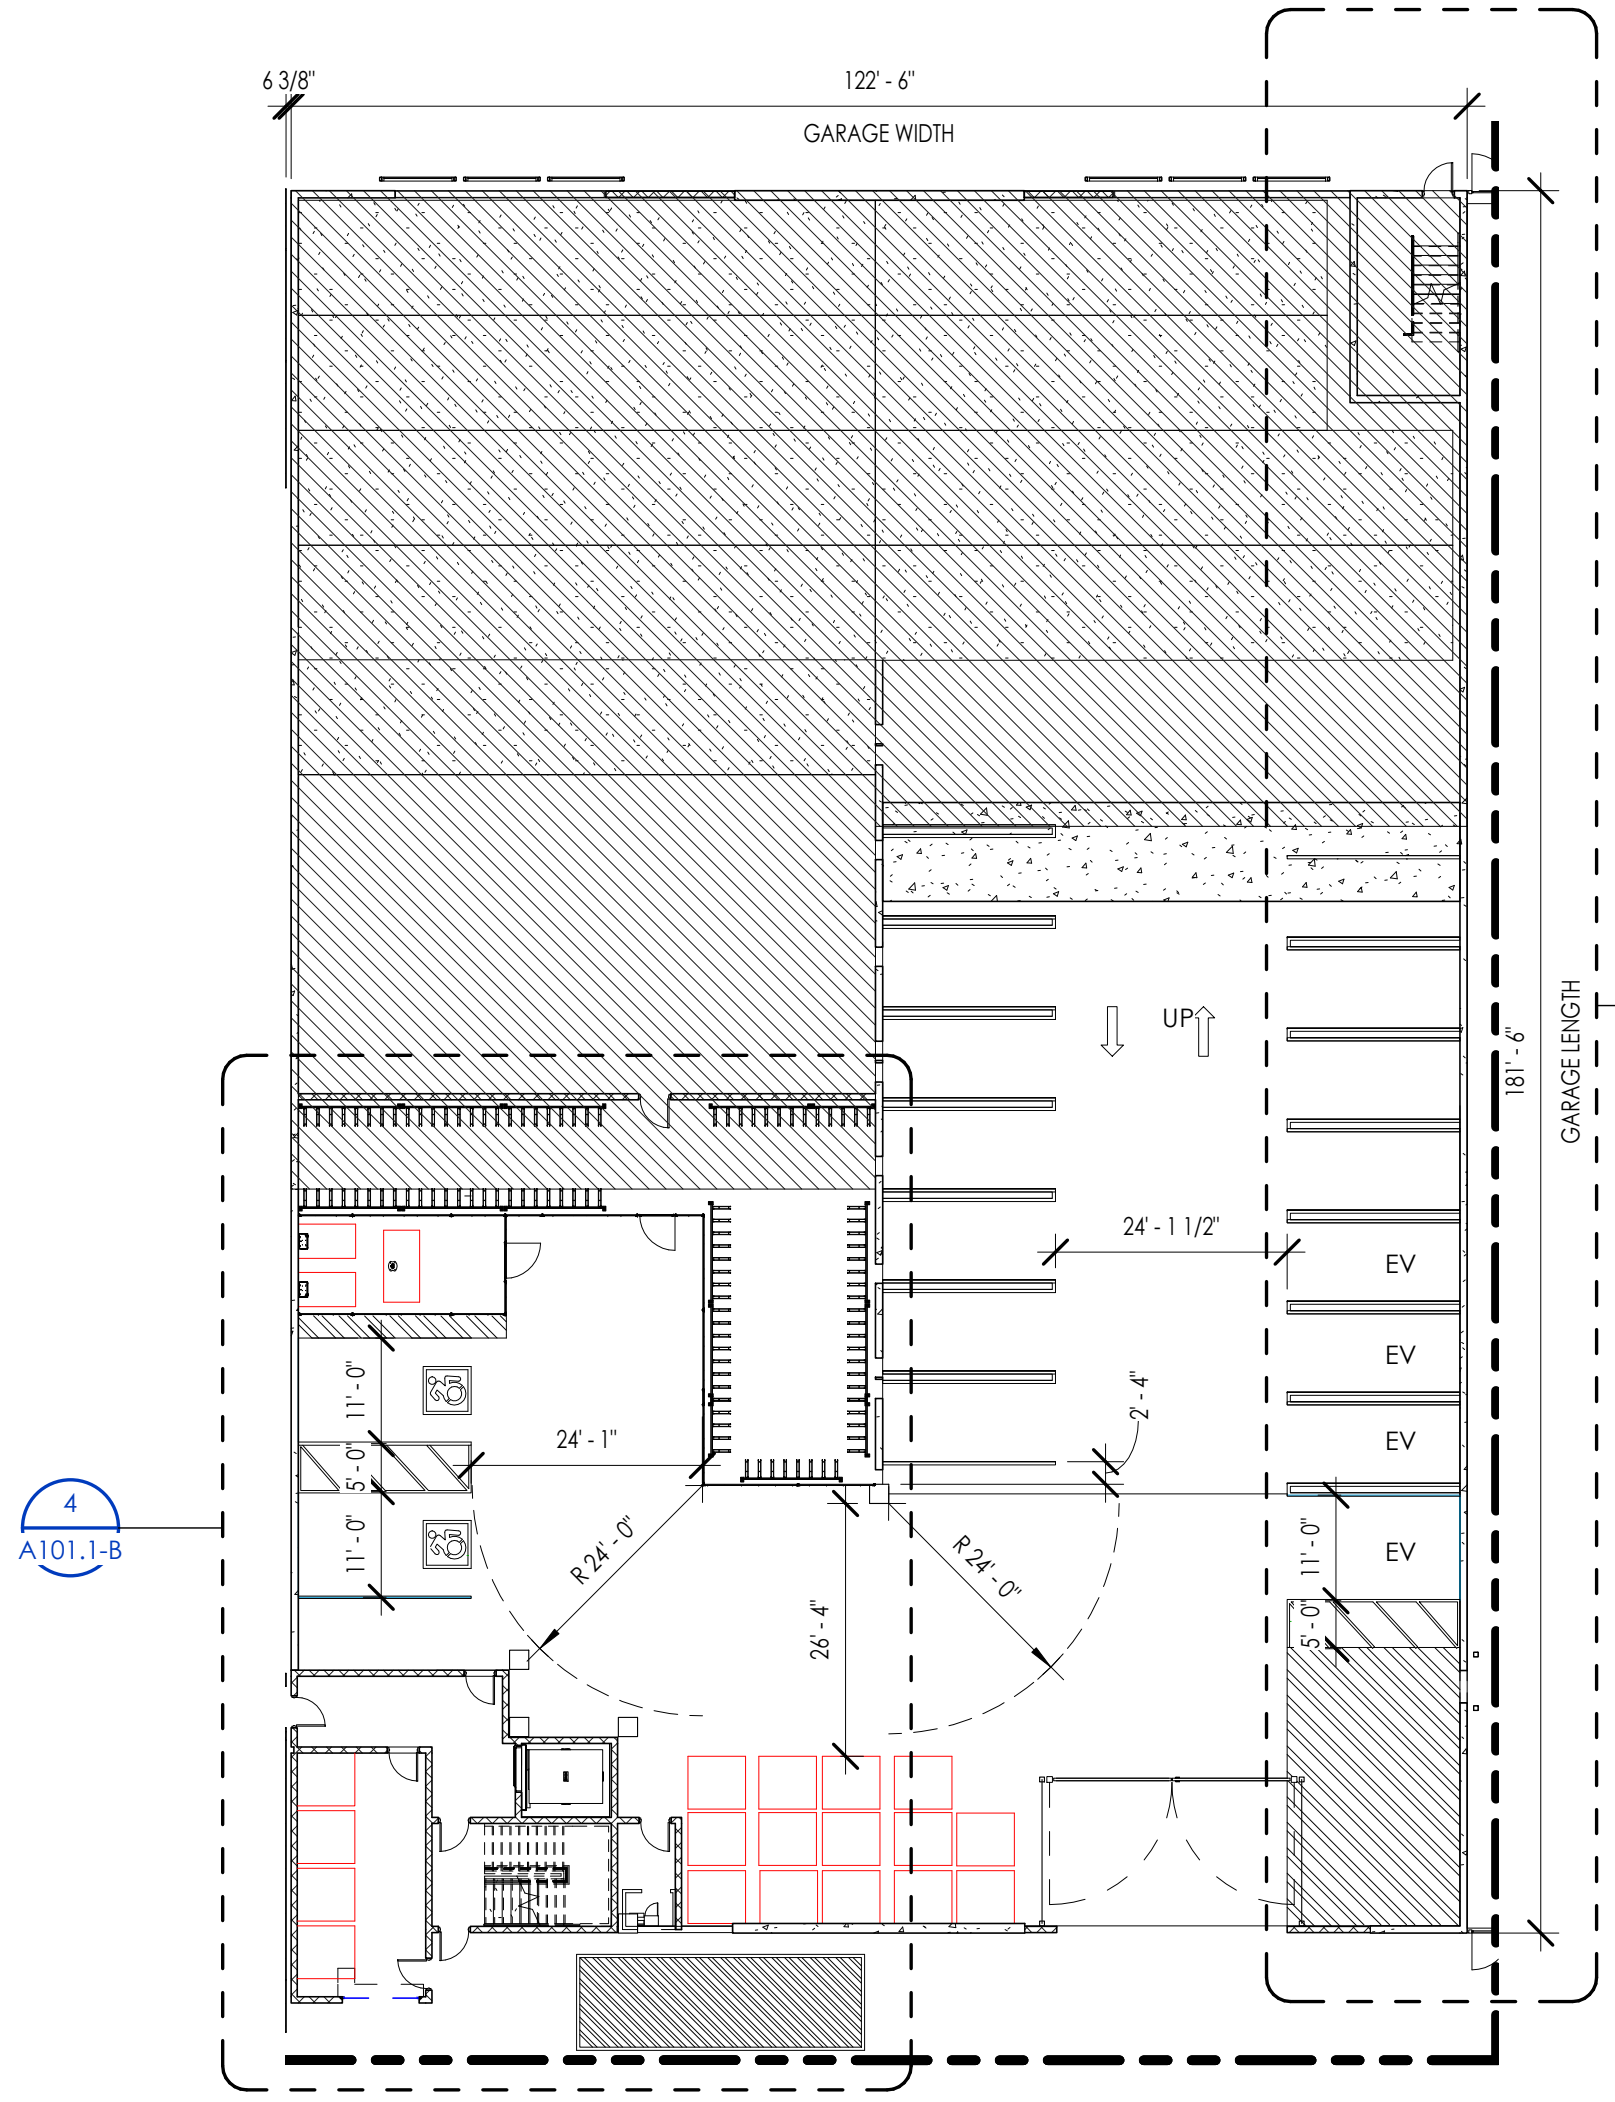 6 3/8"
122' - 6"
GARAGE WIDTH
UP
181' - 6"
GARAGE LENGTH
24' - 1 1/2"
EV
EV
EV
EV
2' - 4"
11' - 0"
5' - 0"
11' - 0"
24' - 1"
R 24' - 0"
R 24' - 0"
26' - 4"
11' - 0"
5' - 0"
4
A101.1-B